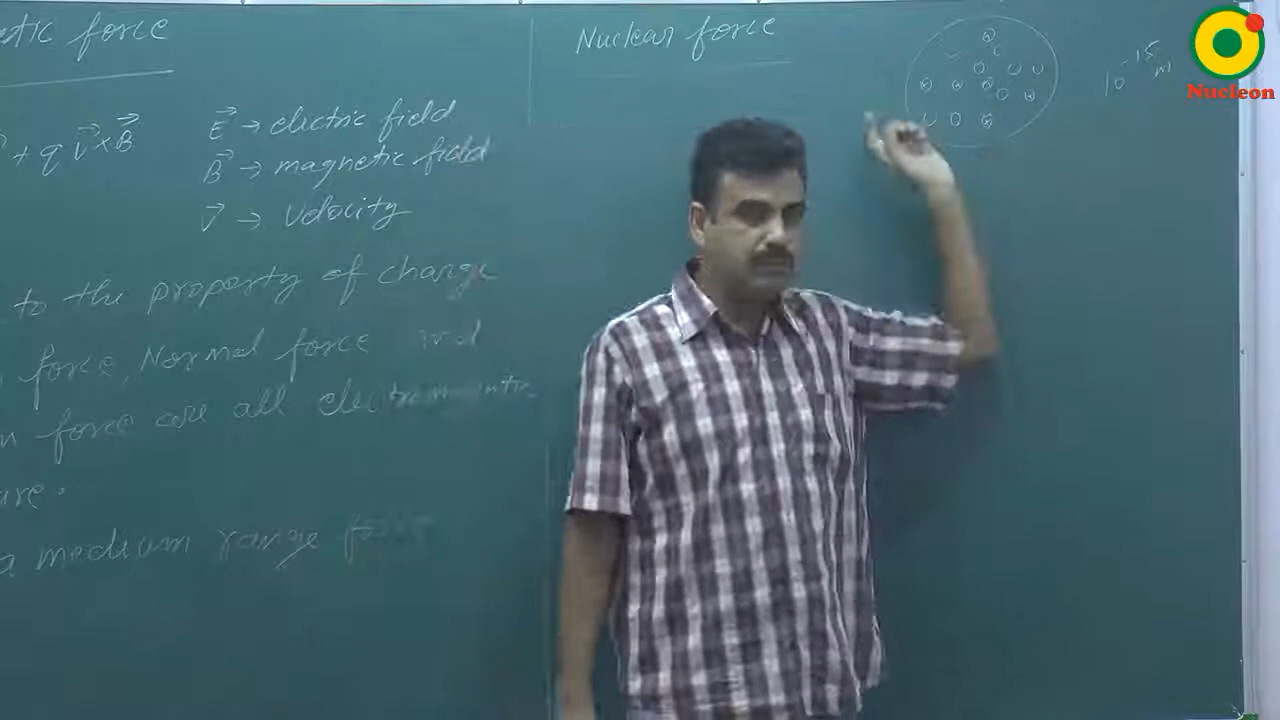 etic force
+ q V × B
E → electric field
B → magnetic field
V → Velocity
to the property of charge
force, Normal force and
force are all electromagnetic
a medium range force
Nuclear force
10⁻¹⁵ m
Nucleon